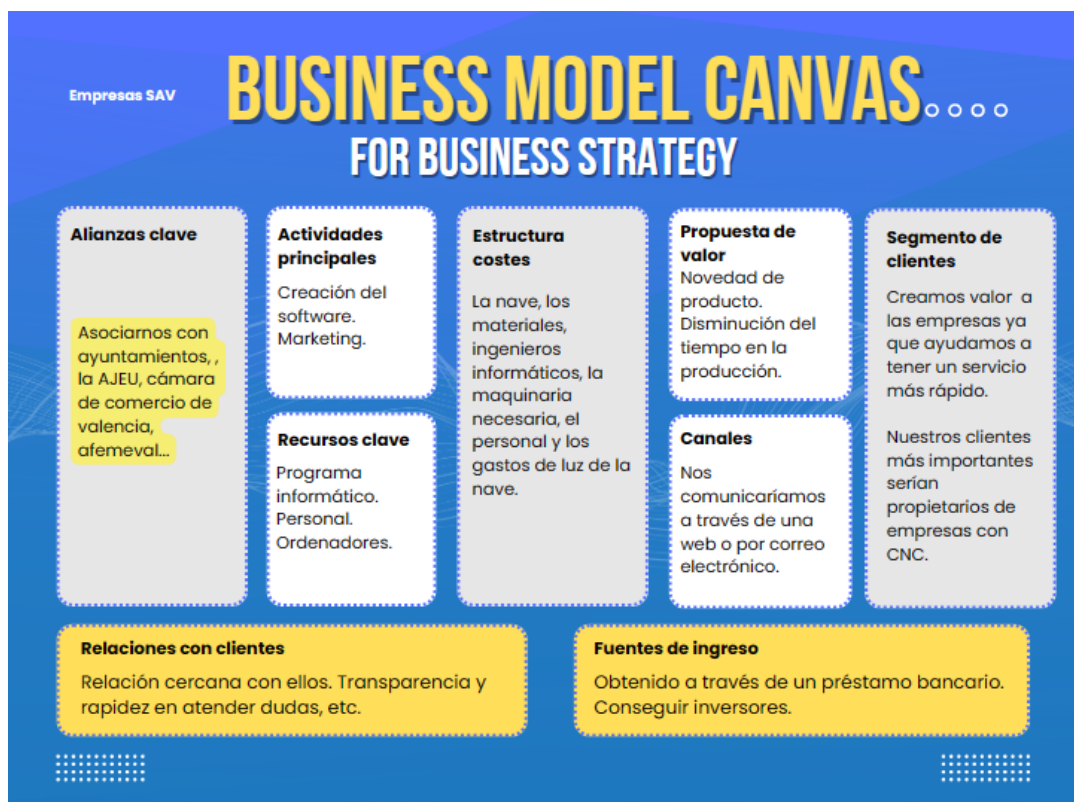 Empresas SAV
BUSINESS MODEL CANVAS
FOR BUSINESS STRATEGY
Alianzas clave
Asociarnos con
ayuntamientos, ,
la AJEU, cámara
de comercio de
valencia,
afemeval...
Actividades
principales
Creación del
software.
Marketing.
Recursos clave
Programa
informático.
Personal.
Ordenadores.
Estructura
costes
La nave, los
materiales,
ingenieros
informáticos, la
maquinaria
necesaria, el
personal y los
gastos de luz de la
nave.
Propuesta de
valor
Novedad de
producto.
Disminución del
tiempo en la
producción.
Canales
Nos
comunicaríamos
a través de una
web o por correo
electrónico.
Segmento de
clientes
Creamos valor a
las empresas ya
que ayudamos a
tener un servicio
más rápido.
Nuestros clientes
más importantes
serían
propietarios de
empresas con
CNC.
Relaciones con clientes
Relación cercana con ellos. Transparencia y
rapidez en atender dudas, etc.
Fuentes de ingreso
Obtenido a través de un préstamo bancario.
Conseguir inversores.